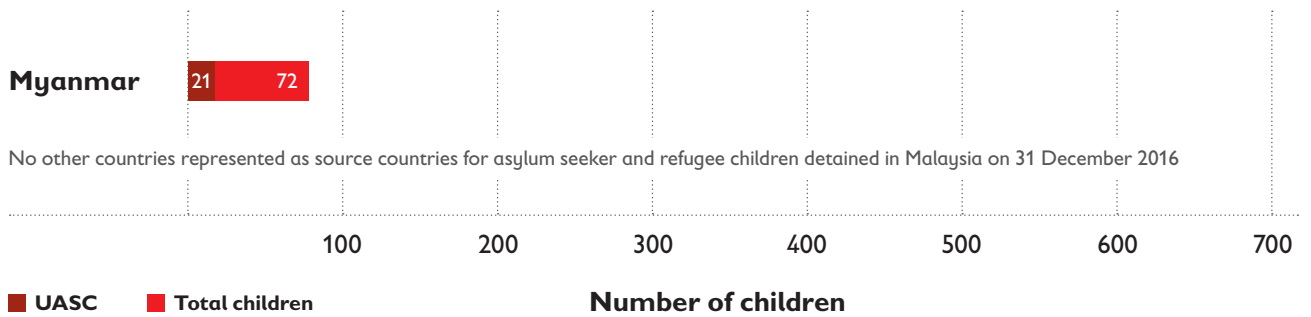 Myanmar 21 72
No other countries represented as source countries for asylum seeker and refugee children detained in Malaysia on 31 December 2016
100 200 300 400 500 600 700
UASC Total children Number of children